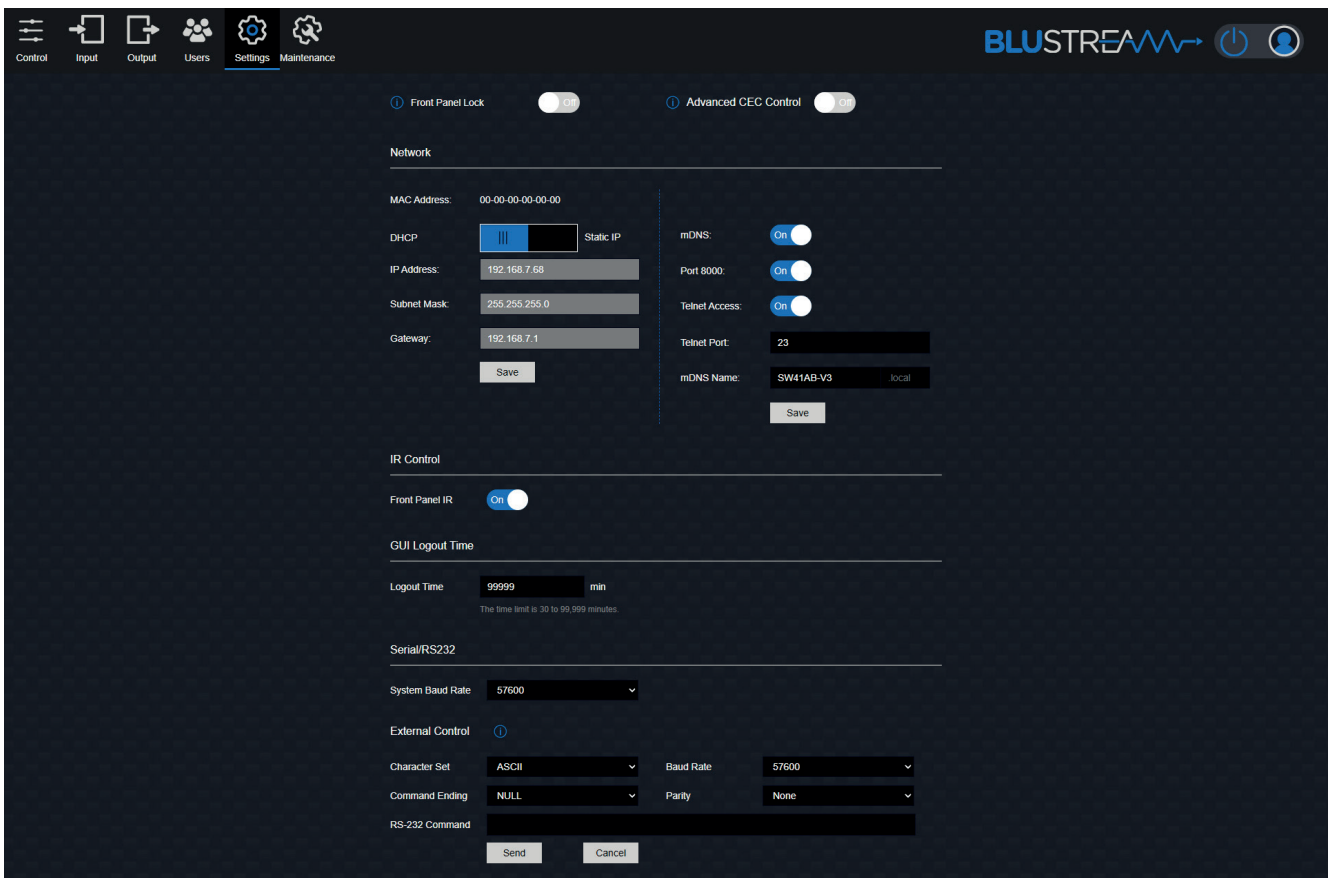 Control Input Output Users Settings Maintenance BLUSTREAM
Front Panel Lock Off Advanced CEC Control Off
Network
MAC Address: 00-00-00-00-00-00
DHCP Static IP mDNS: On
IP Address: 192.168.7.68 Port 8000: On
Subnet Mask: 255.255.255.0 Telnet Access: On
Gateway: 192.168.7.1 Telnet Port: 23
Save mDNS Name: SW41AB-V3 .local
Save
IR Control
Front Panel IR On
GUI Logout Time
Logout Time 99999 min
The time limit is 30 to 99,999 minutes.
Serial/RS232
System Baud Rate 57600
External Control
Character Set ASCII Baud Rate 57600
Command Ending NULL Parity None
RS-232 Command
Send Cancel